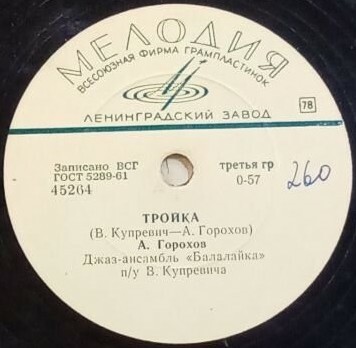 МЕЛОДИЯ
ВСЕСОЮЗНАЯ ФИРМА ГРАМПЛАСТИНОК
ЛЕНИНГРАДСКИЙ ЗАВОД
78
Записано ВСГ
ГОСТ 5289-61
45264
третья гр
0-57
260
ТРОЙКА
(В. Купревич—А. Горохов)
А. Горохов
Джаз-ансамбль «Балалайка»
п/у В. Купревича